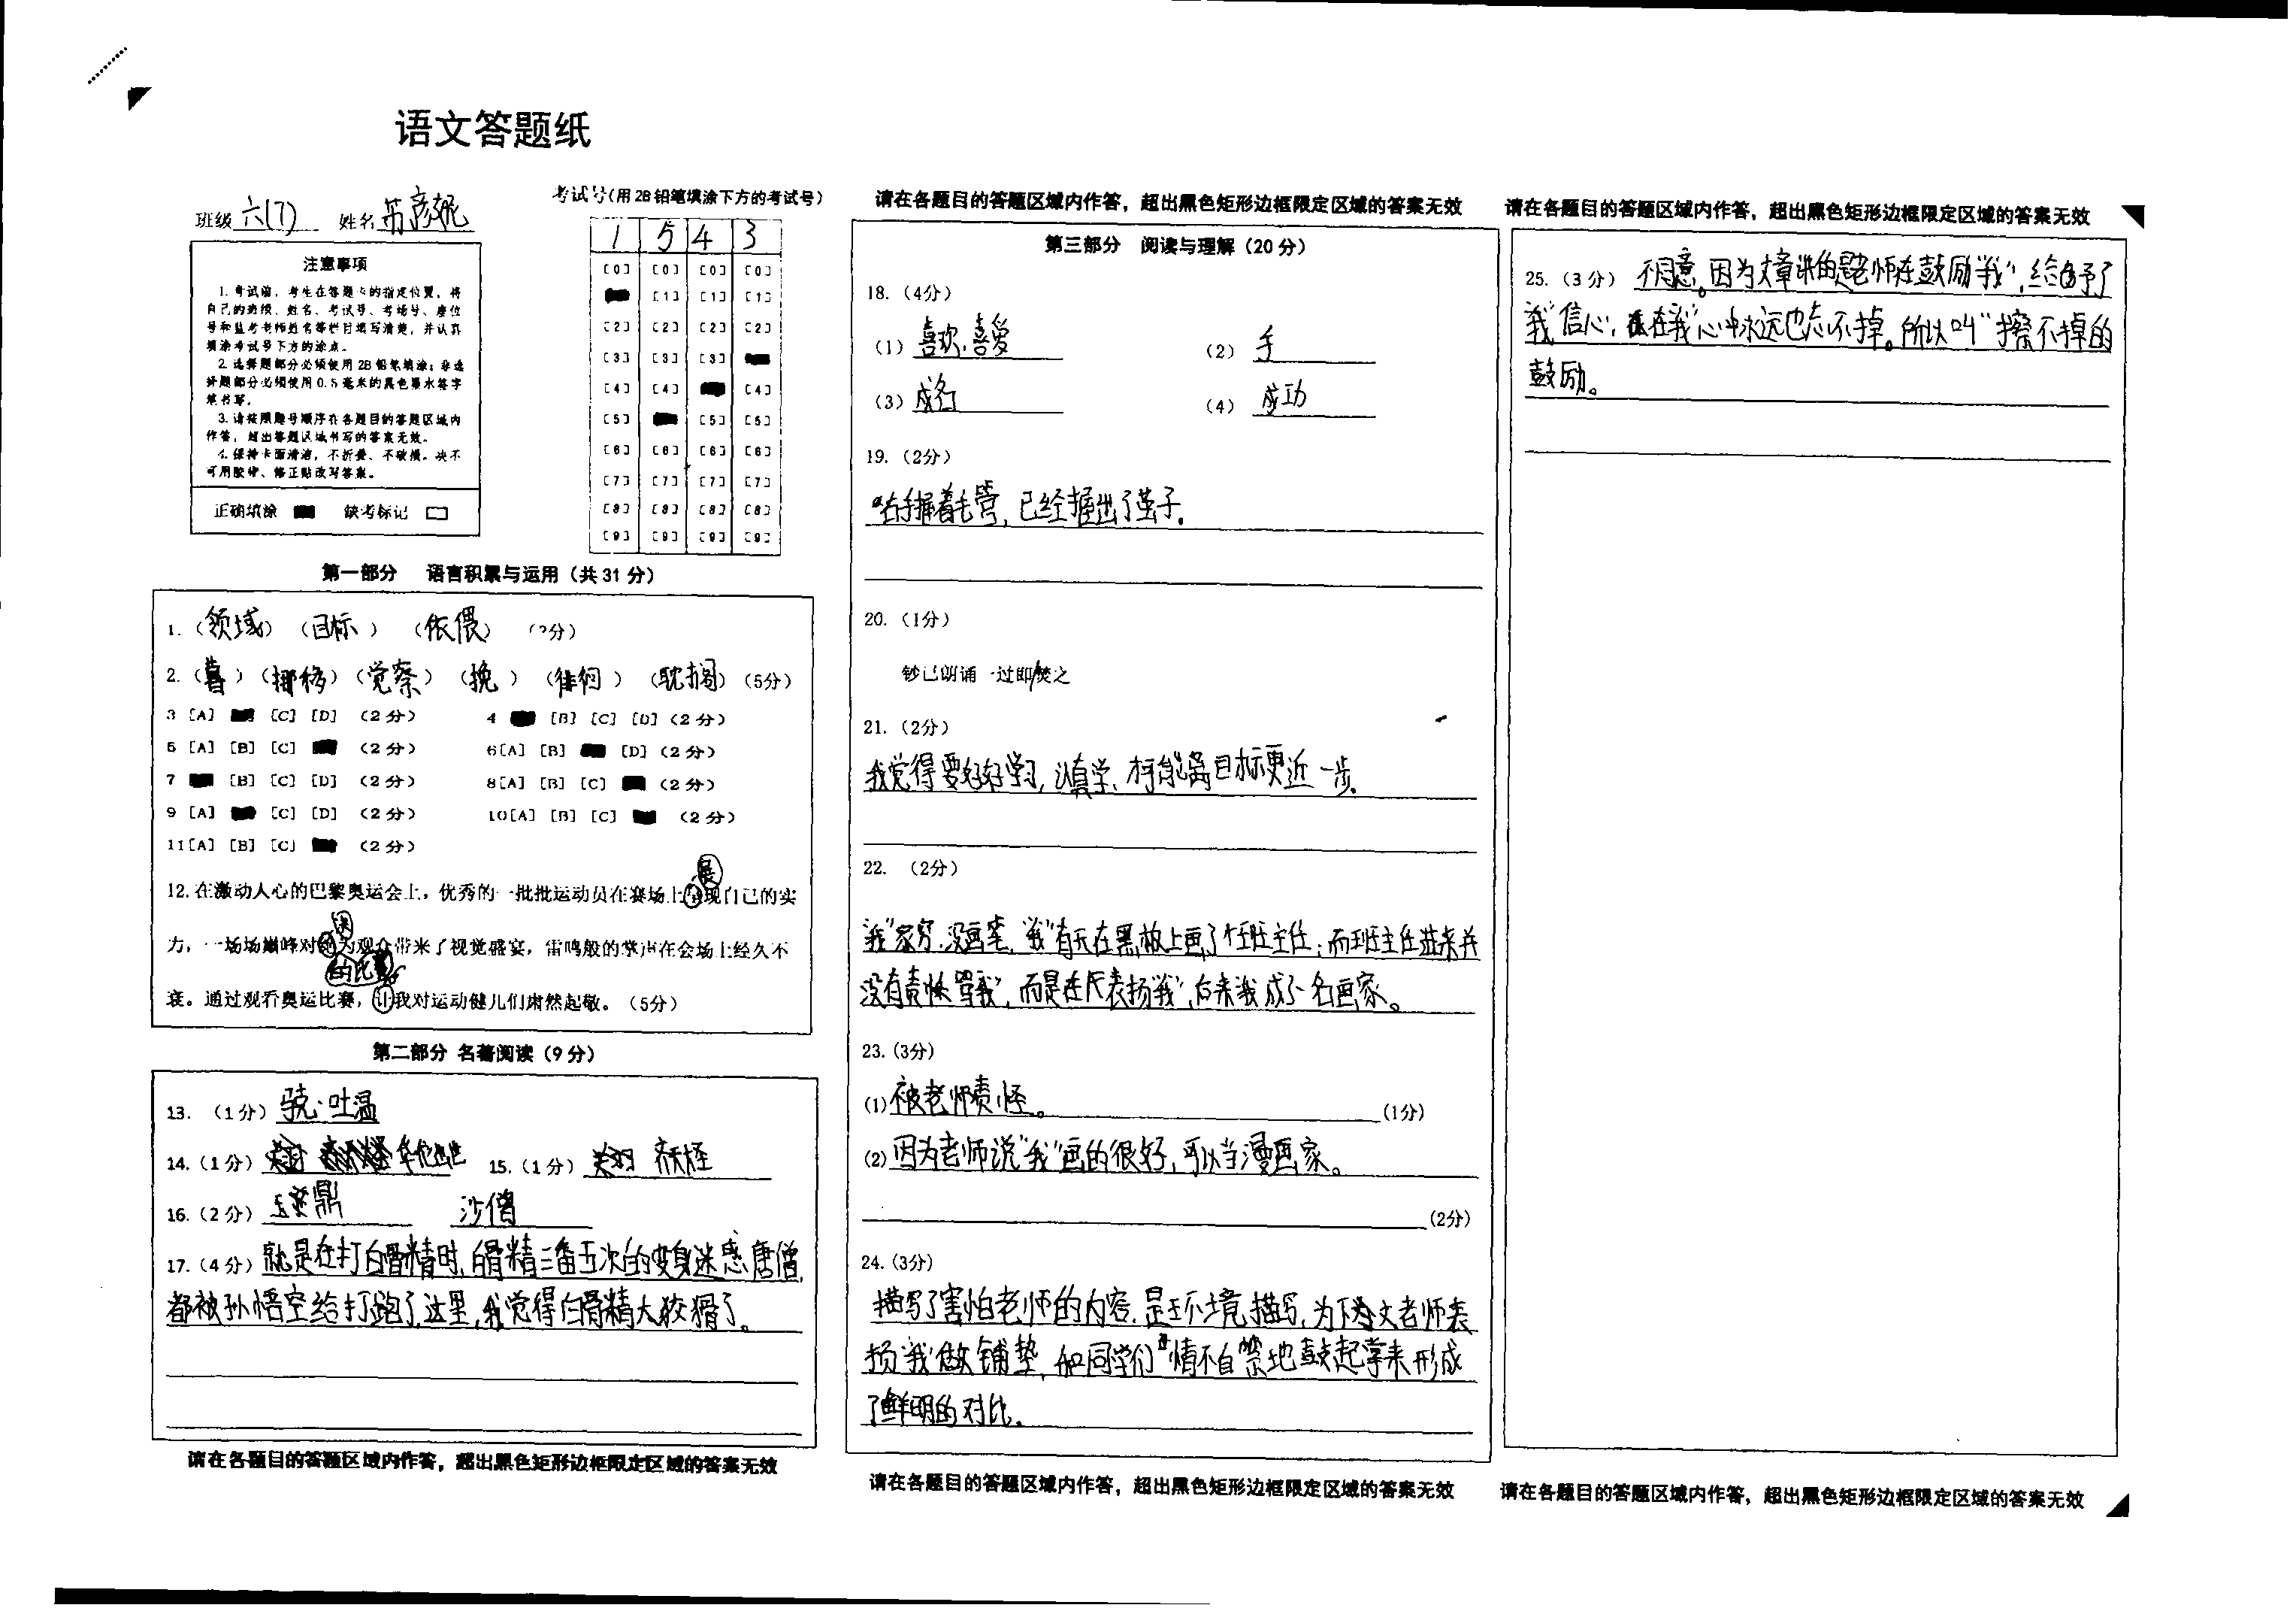 语文答题纸
班级 六(7) 姓名
考试号(用2B铅笔填涂下方的考试号)
1 5 4 3
注意事项
1.考试前,考生在答题卡的指定位置,将
自己的班级、姓名、考试号、考场号、座位
号和监考老师姓名等栏目填写清楚,并认真
填涂考试号下方的涂点。
2.选择题部分必须使用2B铅笔填涂;非选
择题部分必须使用0.5毫米的黑色墨水签字
笔书写。
3.请按照题号顺序在各题目的答题区域内
作答,超出答题区域书写的答案无效。
4.保持卡面清洁,不折叠、不破损。决不
可用胶带、修正贴改写答案。
正确填涂 缺考标记
[0] [0] [0] [0]
[1] [1] [1]
[2] [2] [2] [2]
[3] [3] [3]
[4] [4] [4]
[5] [5] [5]
[6] [6] [6] [6]
[7] [7] [7] [7]
[8] [8] [8] [8]
[9] [9] [9] [9]
第一部分 语言积累与运用(共31分)
1.(领域)(目标)(依偎)(3分)
2.(暮)(挪移)(觉察)(挽)(徘徊)(耽搁)(5分)
3 [A] [C] [D] (2分) 4 [B] [C] [D] (2分)
5 [A] [B] [C] (2分) 6[A] [B] [D] (2分)
7 [B] [C] [D] (2分) 8[A] [B] [C] (2分)
9 [A] [C] [D] (2分) 10[A] [B] [C] (2分)
11[A] [B] [C] (2分)
展
12.在激动人心的巴黎奥运会上,优秀的一批批运动员在赛场上现自己的实
决
力,一场场巅峰对为观众带来了视觉盛宴,雷鸣般的掌声在会场上经久不
的比赛
衰。通过观看奥运比赛,让我对运动健儿们肃然起敬。(5分)
第二部分 名著阅读(9分)
13.(1分)骑·吐温
14.(1分) 15.(1分)
16.(2分) 沙僧
17.(4分)就是在打白骨精时,白骨精三番五次的变身迷惑唐僧,
都被孙悟空给打跑了,这里,我觉得白骨精太狡猾了。
请在各题目的答题区域内作答,超出黑色矩形边框限定区域的答案无效
请在各题目的答题区域内作答,超出黑色矩形边框限定区域的答案无效
第三部分 阅读与理解(20分)
18.(4分)
(1)喜欢,喜爱 (2)手
(3)成名 (4)成功
19.(2分)
右手握着毛管,已经握出了茧子.
20.(1分)
钞已朗诵一过即焚之
21.(2分)
我觉得要好好学习,认真学,才能离目标更近一步.
22.(2分)
“我”家穷,没画笔,“我”有天在黑板上画了个班主任;而班主任进来并
没有责怪骂“我”,而是在表扬“我”,后来我成了名画家。
23.(3分)
(1)被老师责怪。(1分)
(2)因为老师说“我”画的很好,可以当漫画家。
(2分)
24.(3分)
描写了害怕老师的内容.是环境描写,为下文老师表
扬“我”做铺垫,和同学们“情不自禁地鼓起掌来形成
了鲜明的对比.
请在各题目的答题区域内作答,超出黑色矩形边框限定区域的答案无效
请在各题目的答题区域内作答,超出黑色矩形边框限定区域的答案无效
25.(3分)不同意。因为文章讲的是老师在鼓励“我”,给予了
“我”信心,在“我”心中永远也忘不掉。所以叫“擦不掉的
鼓励。
请在各题目的答题区域内作答,超出黑色矩形边框限定区域的答案无效